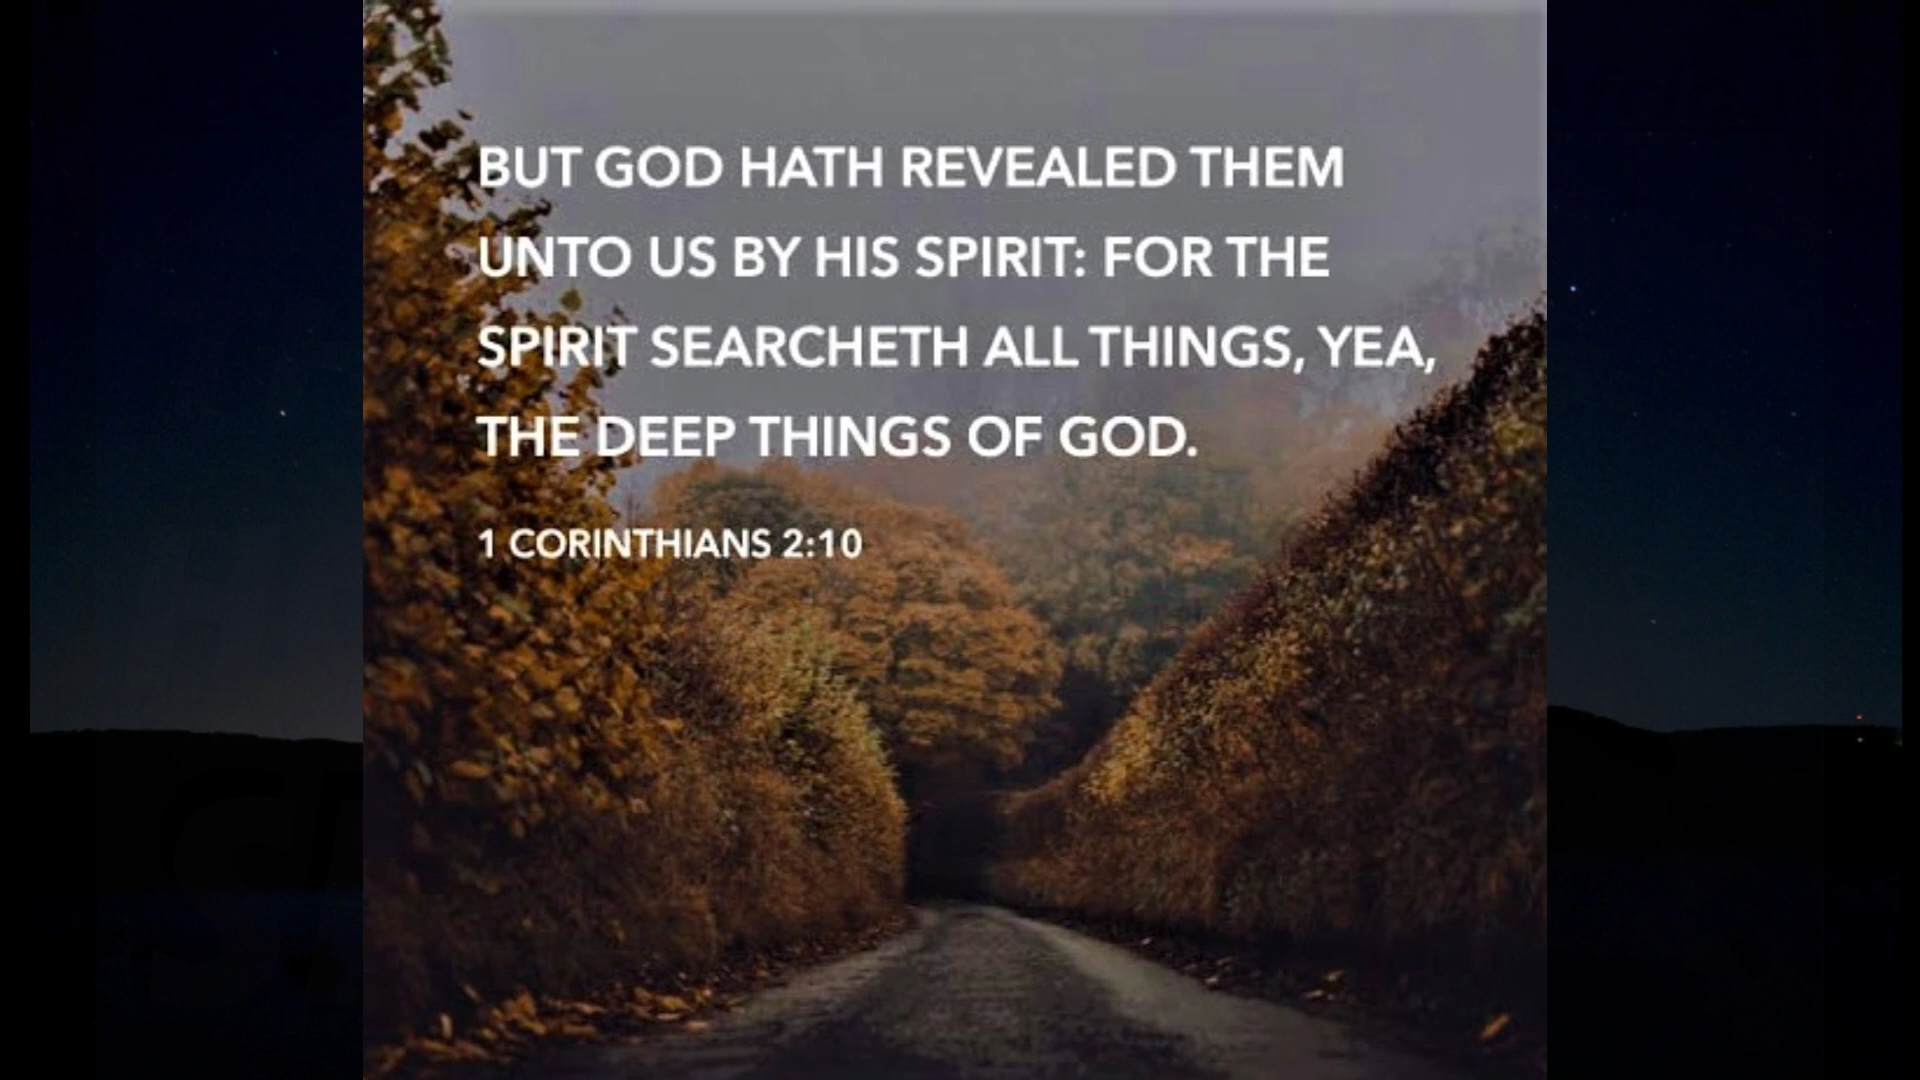 BUT GOD HATH REVEALED THEM
UNTO US BY HIS SPIRIT: FOR THE
SPIRIT SEARCHETH ALL THINGS, YEA,
THE DEEP THINGS OF GOD.
1 CORINTHIANS 2:10